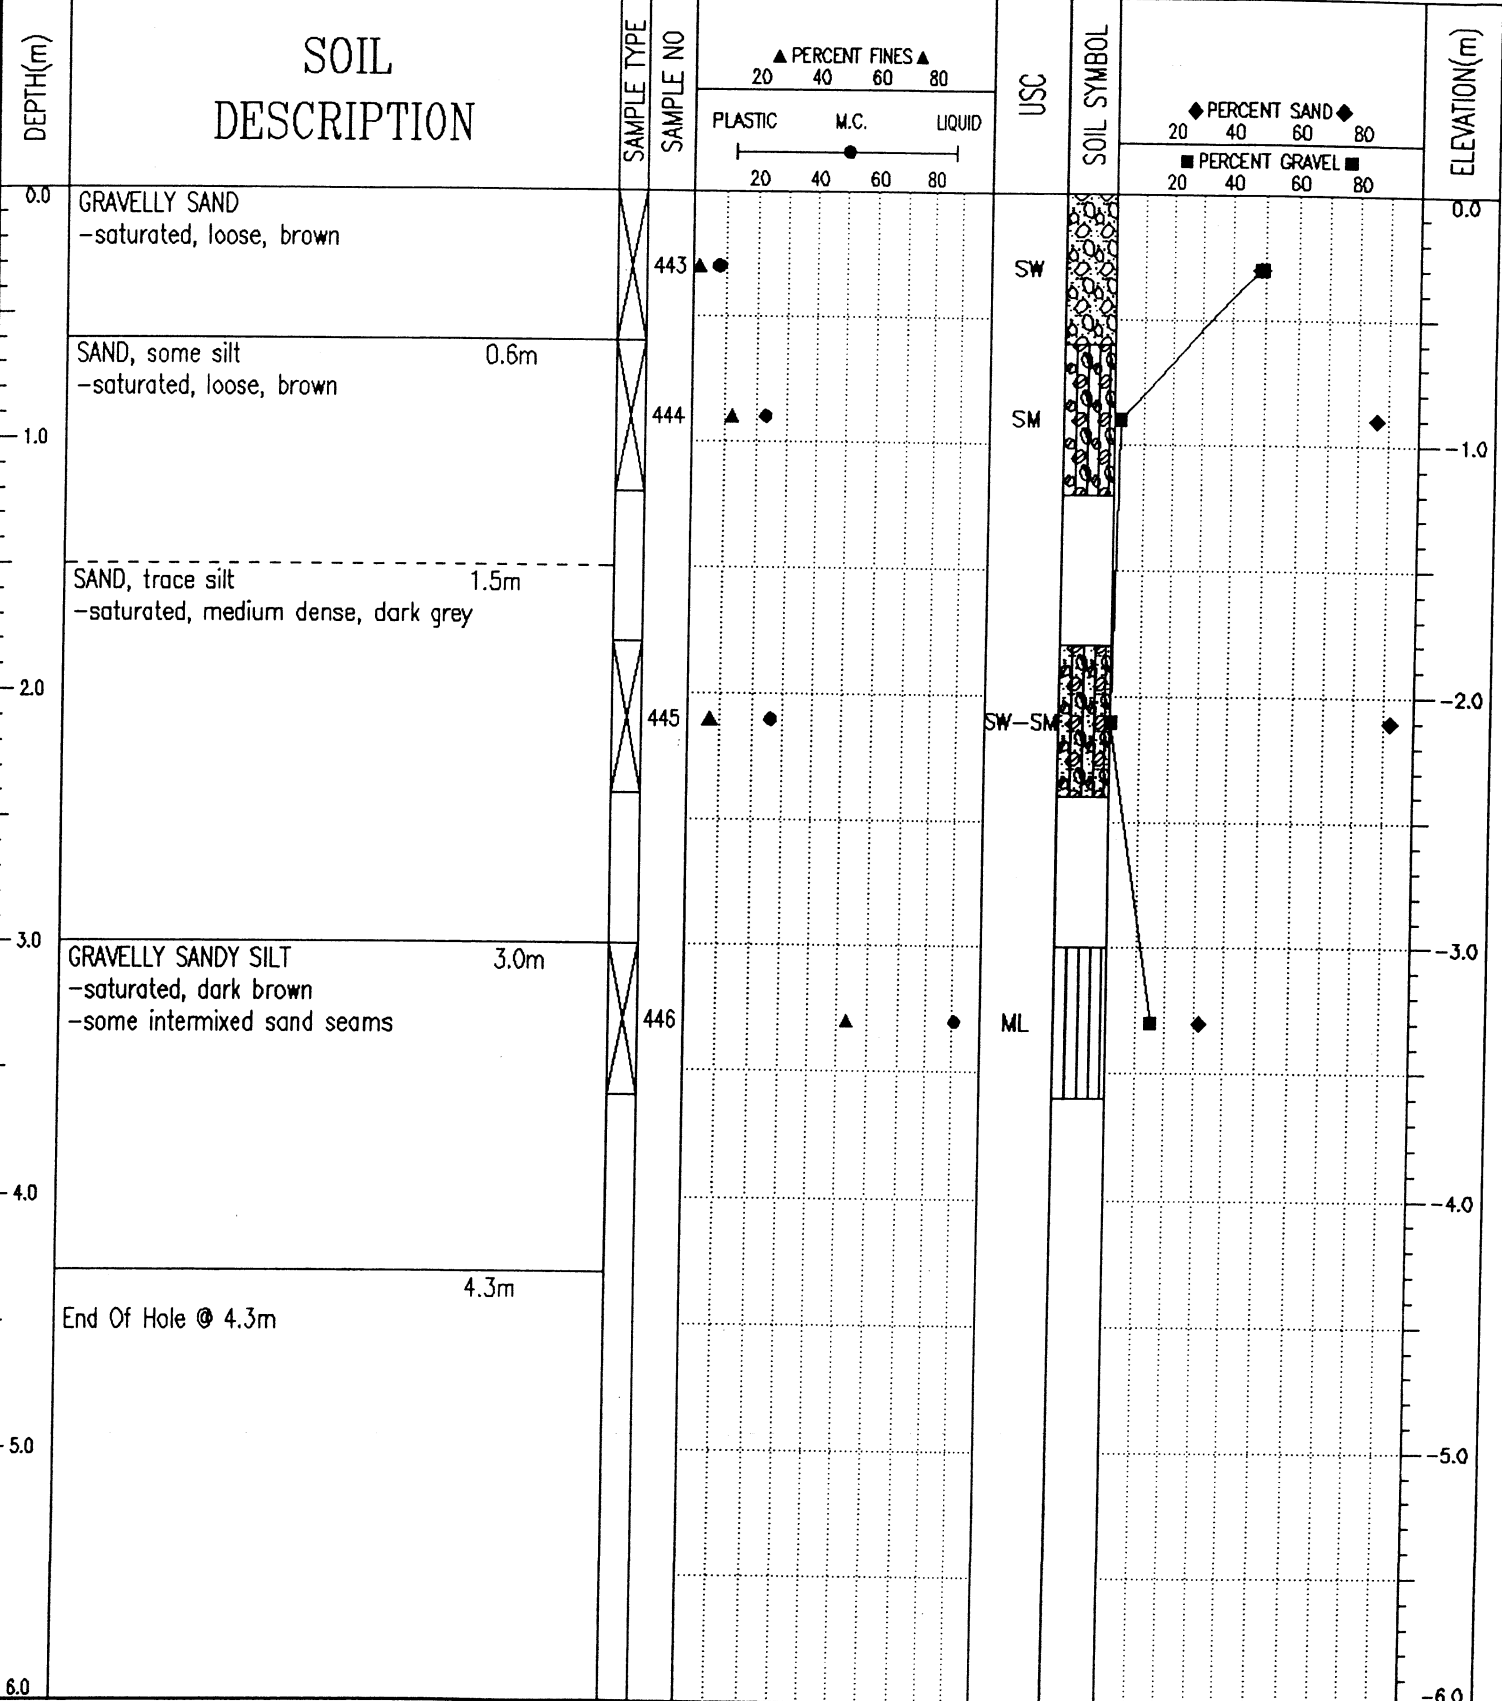 DEPTH(m)
SOIL
DESCRIPTION
SAMPLE TYPE
SAMPLE NO
▲ PERCENT FINES ▲
20 40 60 80
PLASTIC M.C. LIQUID
20 40 60 80
USC
SOIL SYMBOL
◆ PERCENT SAND ◆
20 40 60 80
■ PERCENT GRAVEL ■
20 40 60 80
ELEVATION(m)
0.0
GRAVELLY SAND
-saturated, loose, brown
443
SW
0.0
SAND, some silt 0.6m
-saturated, loose, brown
444
SM
1.0
-1.0
SAND, trace silt 1.5m
-saturated, medium dense, dark grey
2.0
-2.0
445
SW-SM
3.0
-3.0
GRAVELLY SANDY SILT 3.0m
-saturated, dark brown
-some intermixed sand seams
446
ML
4.0
-4.0
4.3m
End Of Hole @ 4.3m
5.0
-5.0
6.0
-6.0